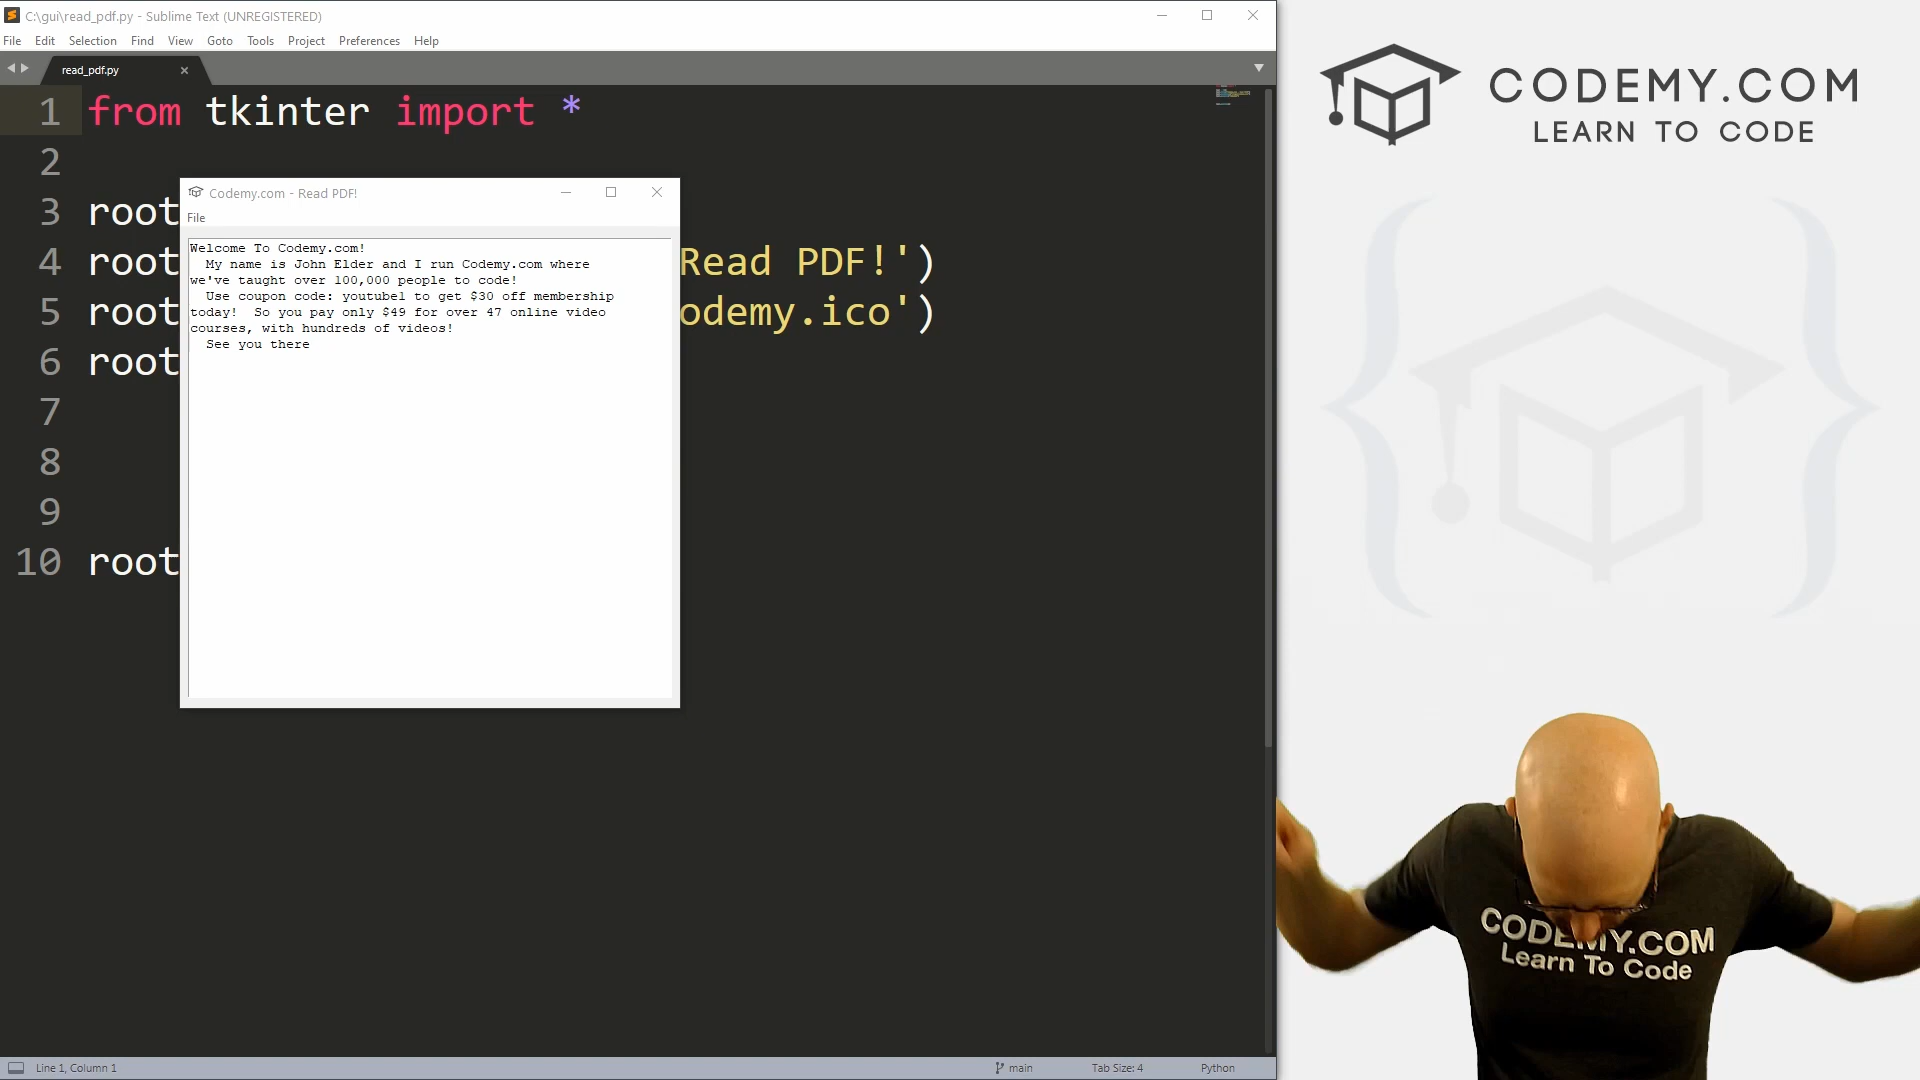 C:\gui\read_pdf.py - Sublime Text (UNREGISTERED)
File Edit Selection Find View Goto Tools Project Preferences Help
read_pdf.py
1 from tkinter import *
2
3 root
4 root Read PDF!')
5 root odemy.ico')
6 root
7
8
9
10 root
Codemy.com - Read PDF!
File
Welcome To Codemy.com!
My name is John Elder and I run Codemy.com where
we've taught over 100,000 people to code!
Use coupon code: youtube1 to get $30 off membership
today! So you pay only $49 for over 47 online video
courses, with hundreds of videos!
See you there
Line 1, Column 1
main
Tab Size: 4
Python
CODEMY.COM
LEARN TO CODE
CODEMY.COM
Learn To Code